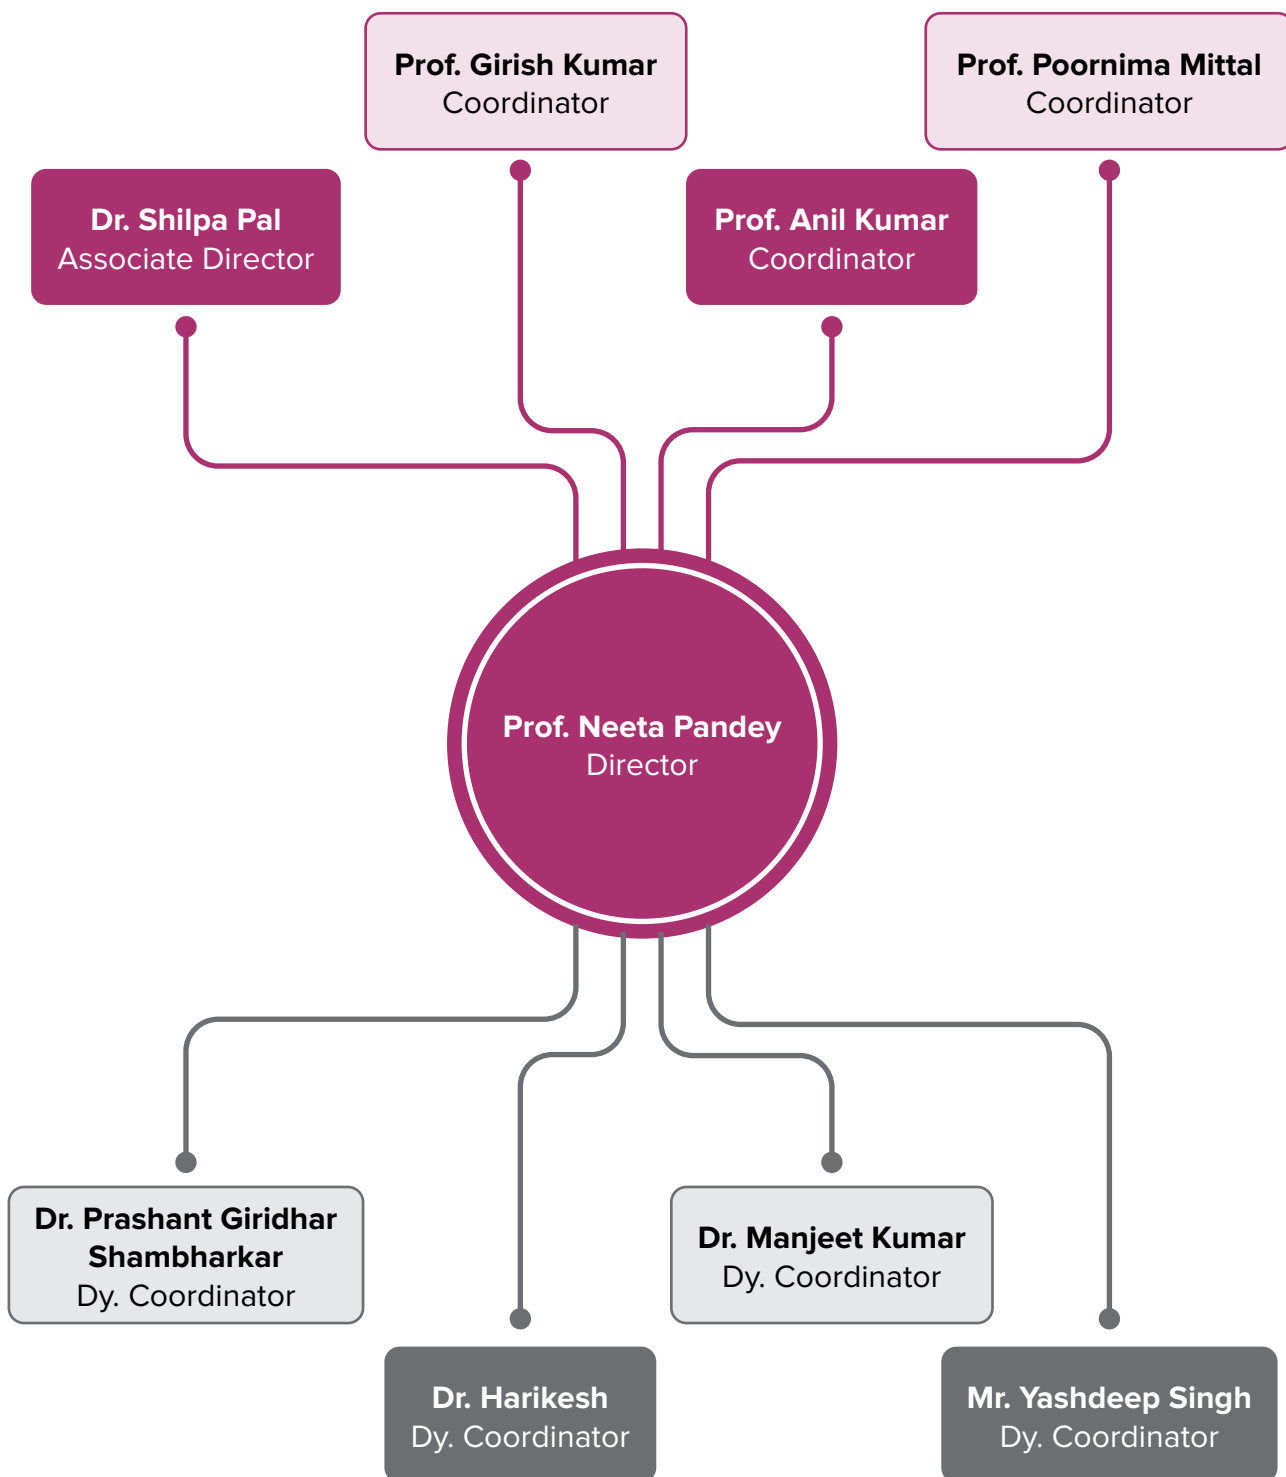 Prof. Girish Kumar
Coordinator
Prof. Poornima Mittal
Coordinator
Dr. Shilpa Pal
Associate Director
Prof. Anil Kumar
Coordinator
Prof. Neeta Pandey
Director
Dr. Prashant Giridhar
Shambharkar
Dy. Coordinator
Dr. Manjeet Kumar
Dy. Coordinator
Dr. Harikesh
Dy. Coordinator
Mr. Yashdeep Singh
Dy. Coordinator